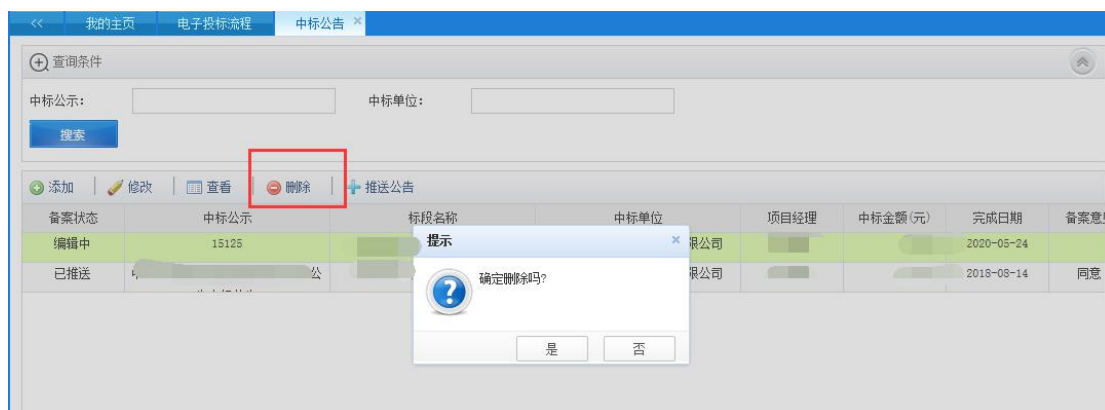 << 我的主页 电子投标流程 中标公告 ×
查询条件
中标公示： 中标单位：
搜索
添加 修改 查看 删除 推送公告
备案状态 中标公示 标段名称 中标单位 项目经理 中标金额(元) 完成日期 备案意见
编辑中 15125 限公司 2020-05-24
已推送 公 限公司 2018-08-14 同意
提示 ×
确定删除吗?
是 否